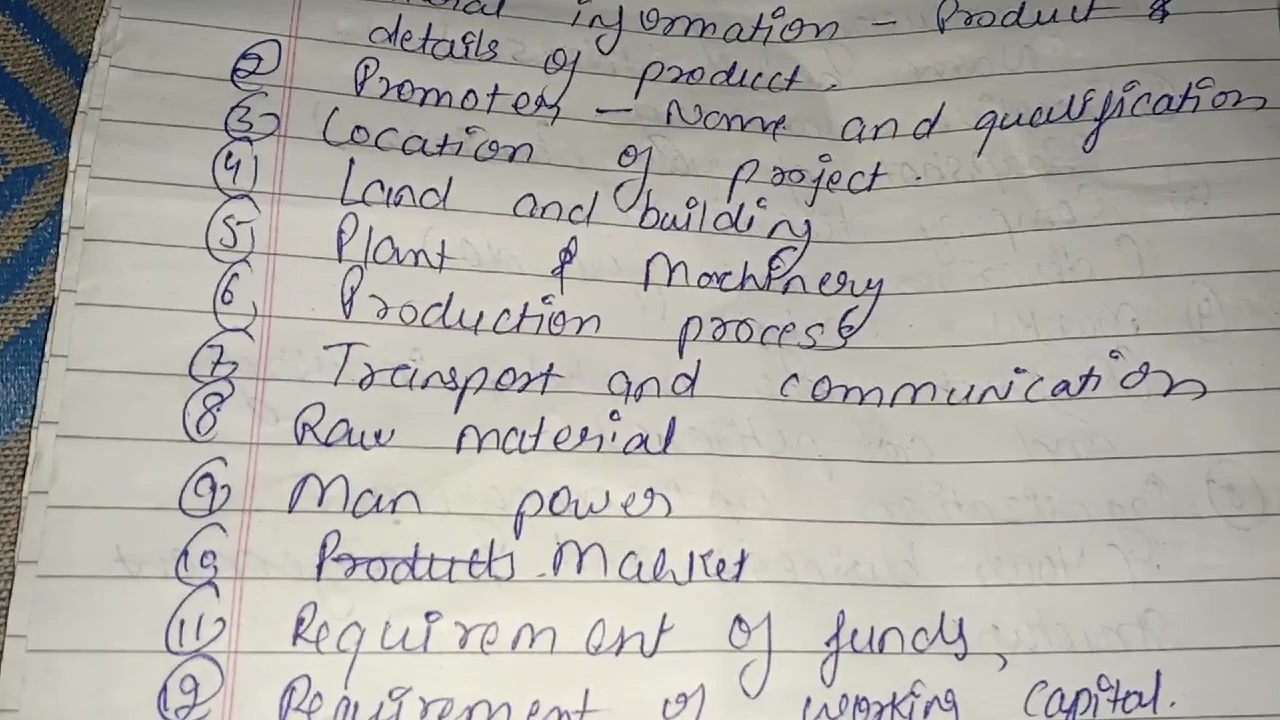 information - Product &
details of product.
② Promoters - Name and qualification
③ Location of project.
④ Land and building
⑤ Plant & Machinery
⑥ Production process
⑦ Transport and communication
⑧ Raw material
⑨ Man power
⑩ Products Market
⑪ Requirement of funds,
⑫ Requirement of working capital.